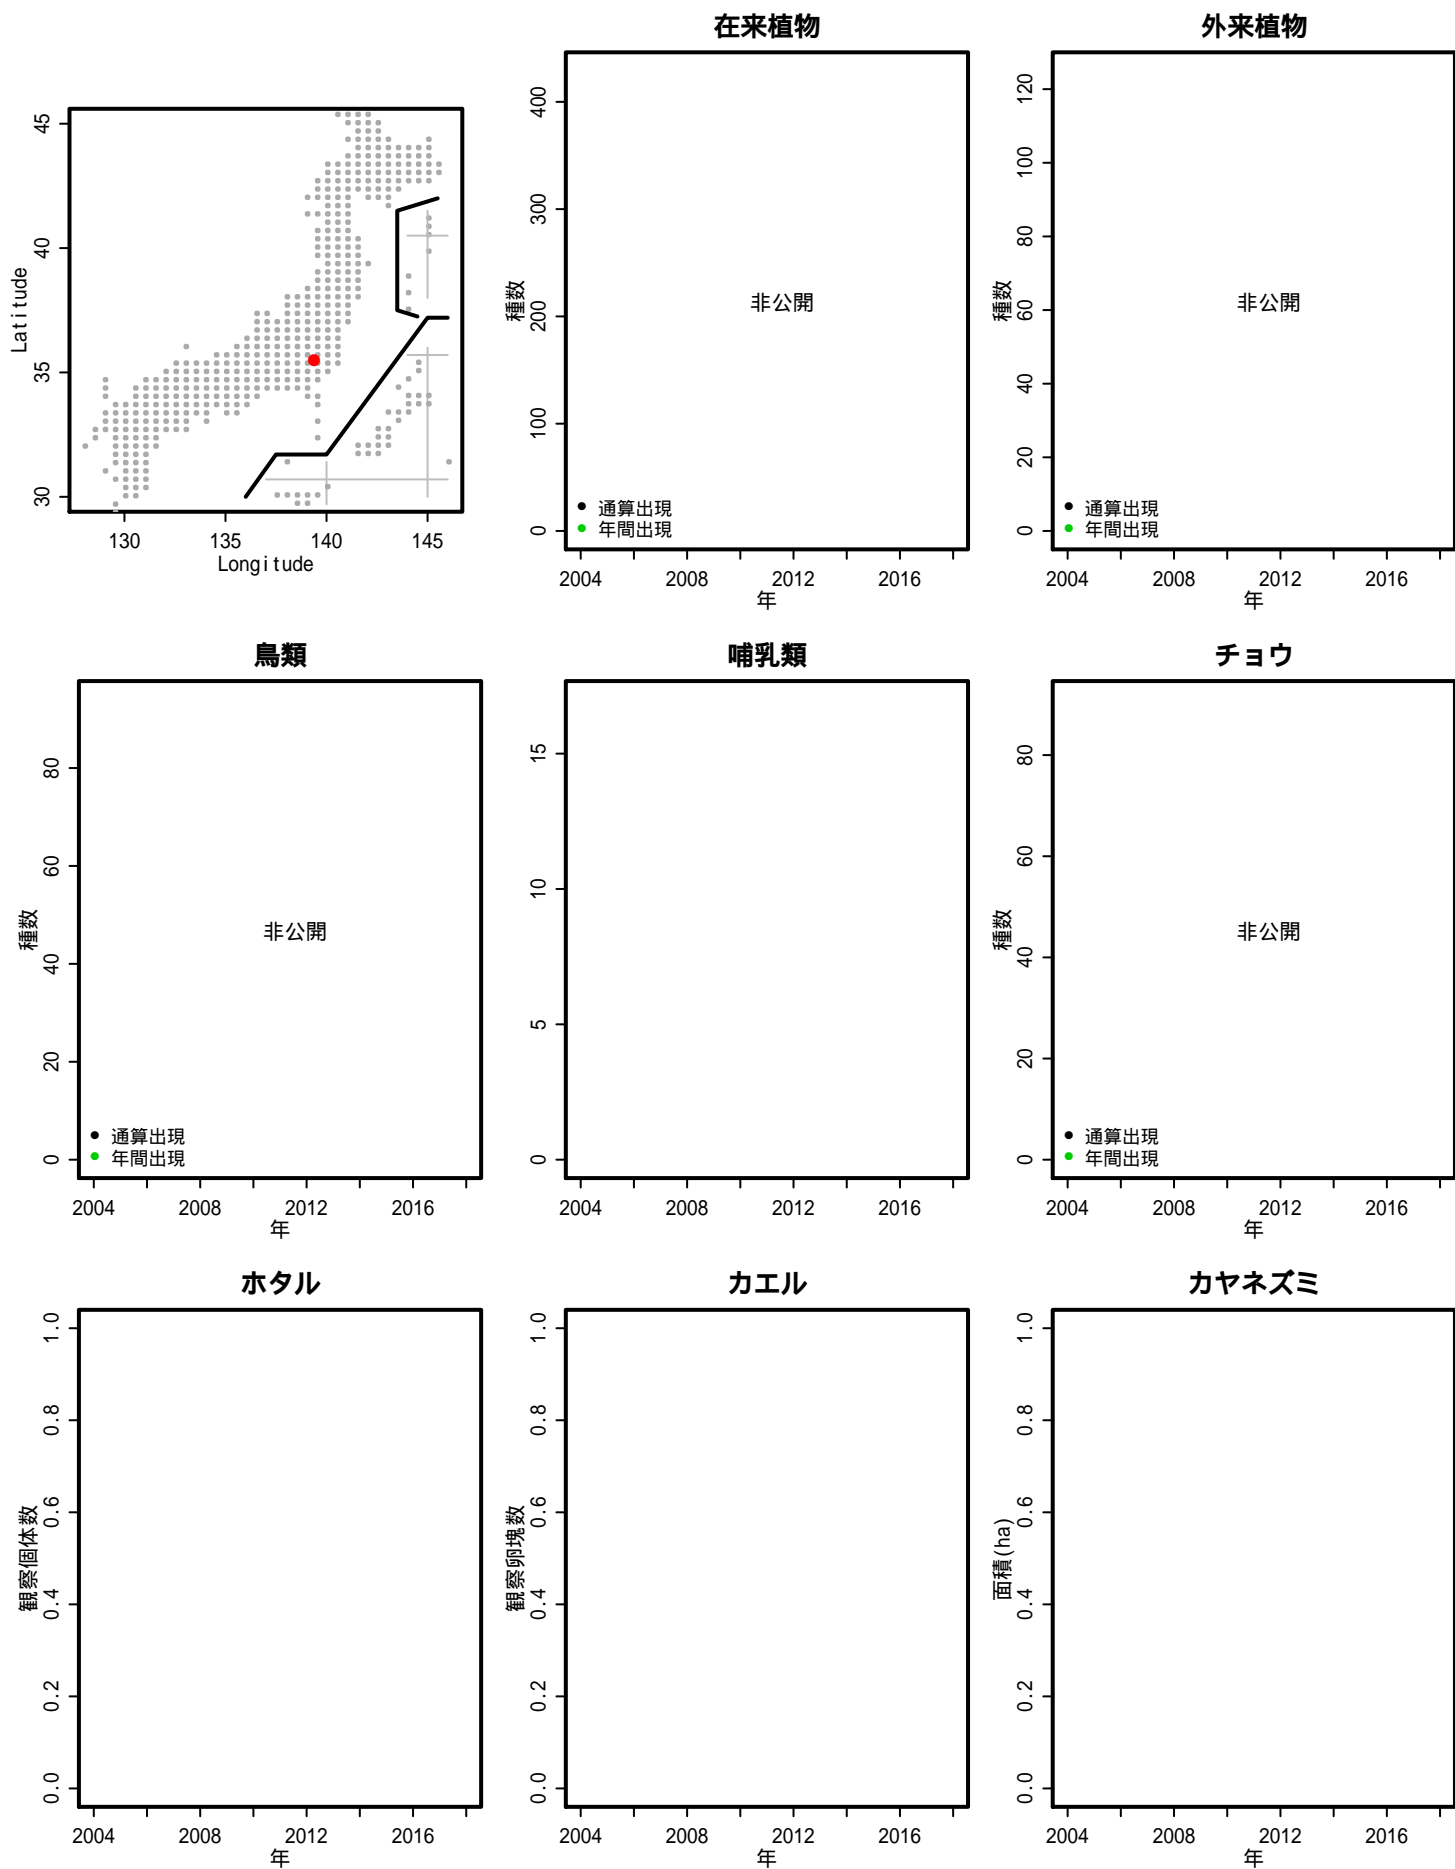 45
40
35
30
Latitude
130
135
140
145
Longitude
在来植物
400
300
200
100
0
種数
非公開
通算出現
年間出現
2004
2008
2012
2016
年
外来植物
120
100
80
60
40
20
0
種数
非公開
通算出現
年間出現
2004
2008
2012
2016
年
鳥類
80
60
40
20
0
種数
非公開
通算出現
年間出現
2004
2008
2012
2016
年
哺乳類
15
10
5
0
2004
2008
2012
2016
年
チョウ
80
60
40
20
0
種数
非公開
通算出現
年間出現
2004
2008
2012
2016
年
ホタル
1.0
0.8
0.6
0.4
0.2
0.0
観察個体数
2004
2008
2012
2016
年
カエル
1.0
0.8
0.6
0.4
0.2
0.0
観察卵塊数
2004
2008
2012
2016
年
カヤネズミ
1.0
0.8
0.6
0.4
0.2
0.0
面積(ha)
2004
2008
2012
2016
年